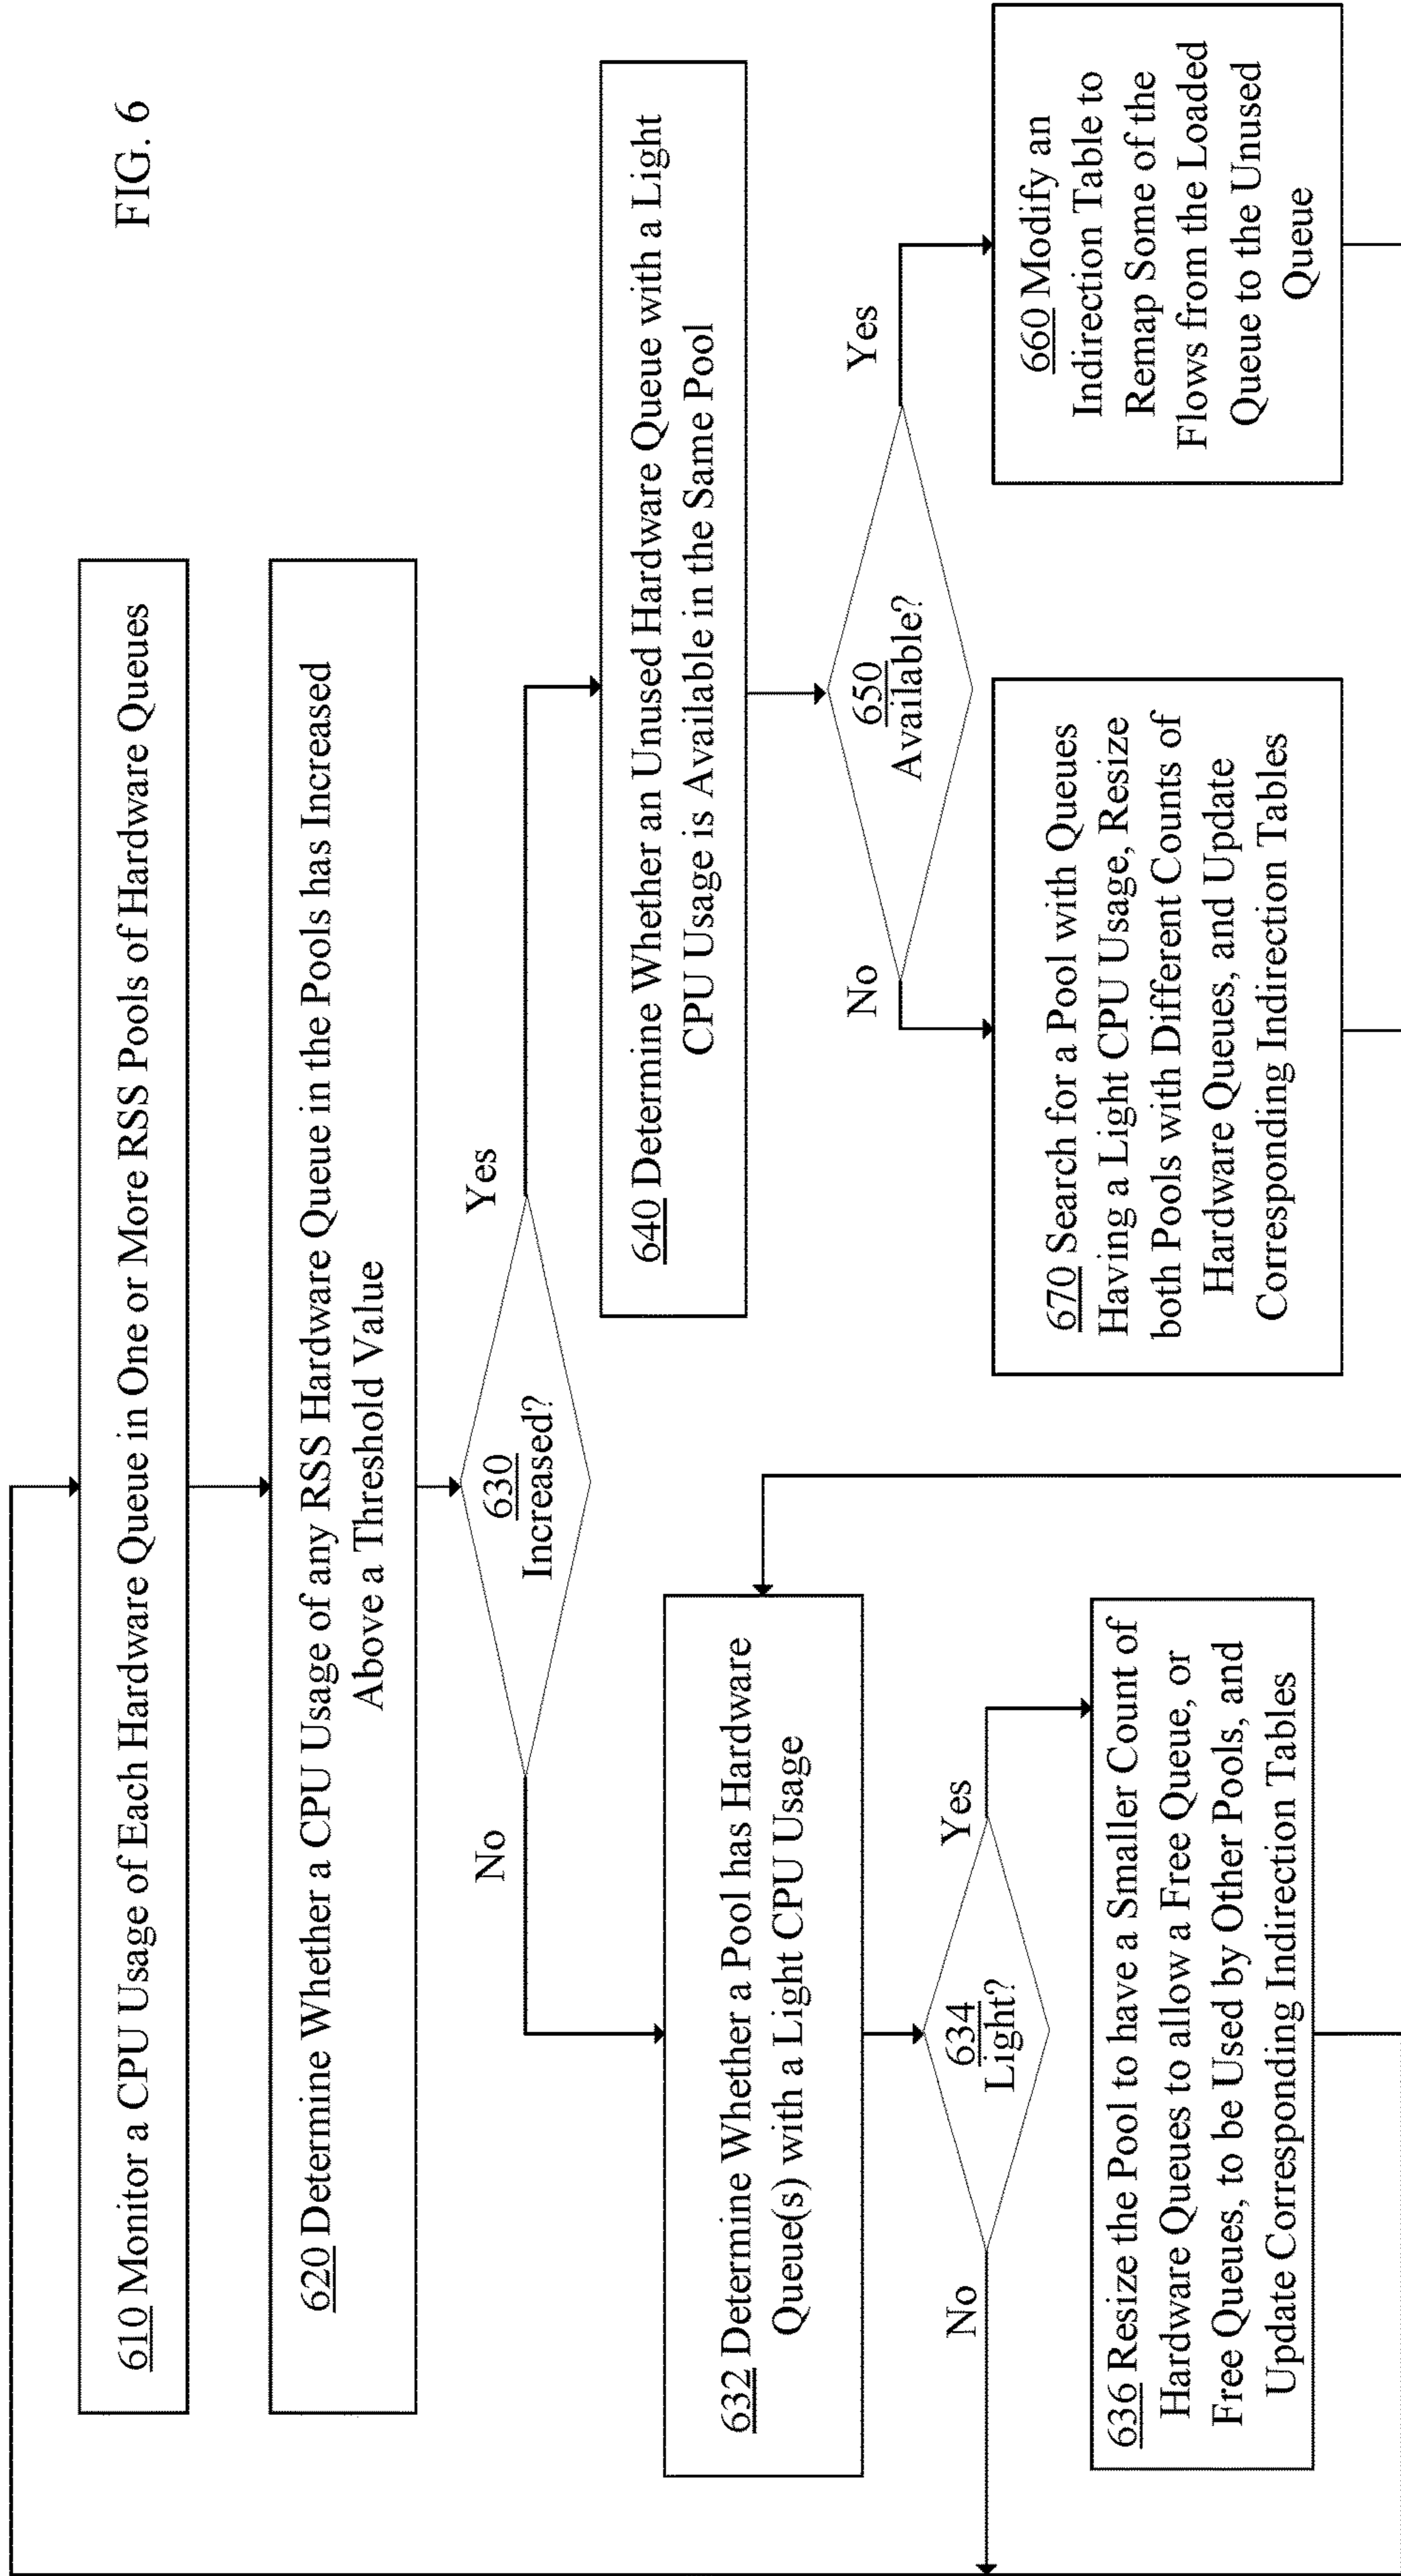 FIG. 6
610 Monitor a CPU Usage of Each Hardware Queue in One or More RSS Pools of Hardware Queues
620 Determine Whether a CPU Usage of any RSS Hardware Queue in the Pools has Increased
Above a Threshold Value
630
Increased?
No
Yes
632 Determine Whether a Pool has Hardware
Queue(s) with a Light CPU Usage
634
Light?
No
Yes
636 Resize the Pool to have a Smaller Count of
Hardware Queues to allow a Free Queue, or
Free Queues, to be Used by Other Pools, and
Update Corresponding Indirection Tables
640 Determine Whether an Unused Hardware Queue with a Light
CPU Usage is Available in the Same Pool
650
Available?
No
Yes
670 Search for a Pool with Queues
Having a Light CPU Usage, Resize
both Pools with Different Counts of
Hardware Queues, and Update
Corresponding Indirection Tables
660 Modify an
Indirection Table to
Remap Some of the
Flows from the Loaded
Queue to the Unused
Queue